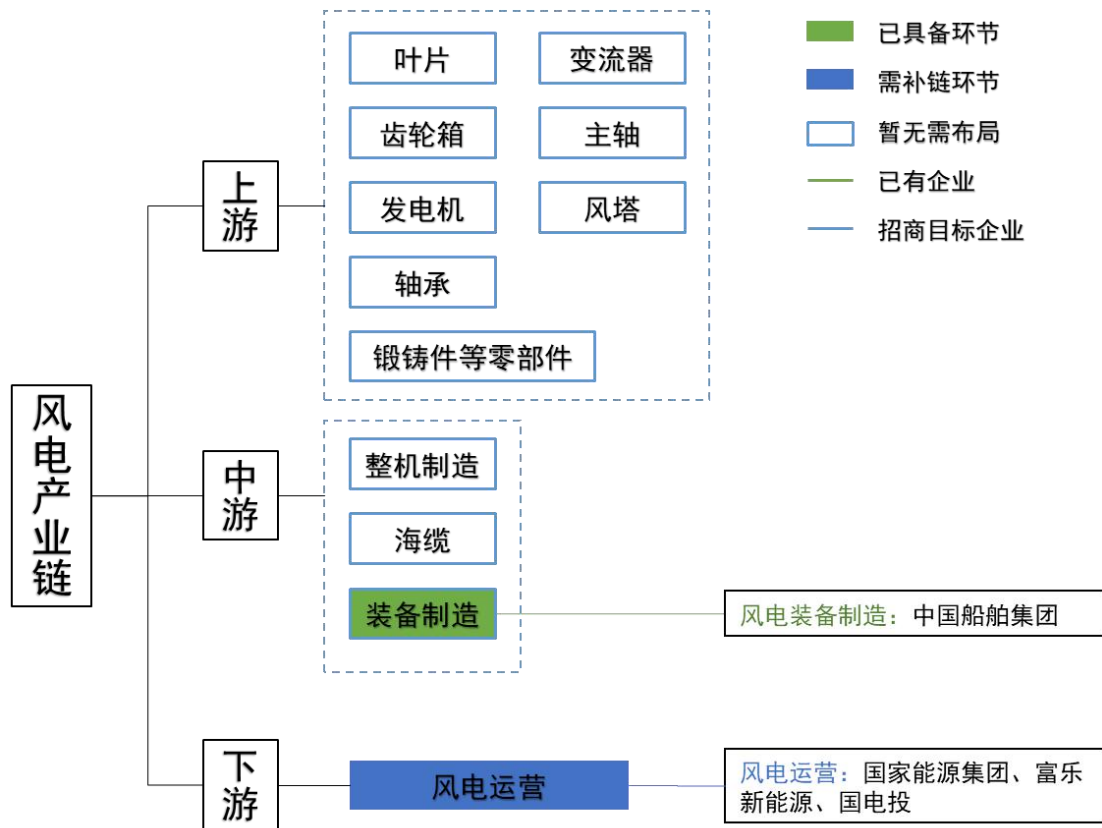 风电产业链
上游
叶片
变流器
齿轮箱
主轴
发电机
风塔
轴承
锻铸件等零部件
中游
整机制造
海缆
装备制造
风电装备制造：中国船舶集团
下游
风电运营
风电运营：国家能源集团、富乐
新能源、国电投
已具备环节
需补链环节
暂无需布局
已有企业
招商目标企业